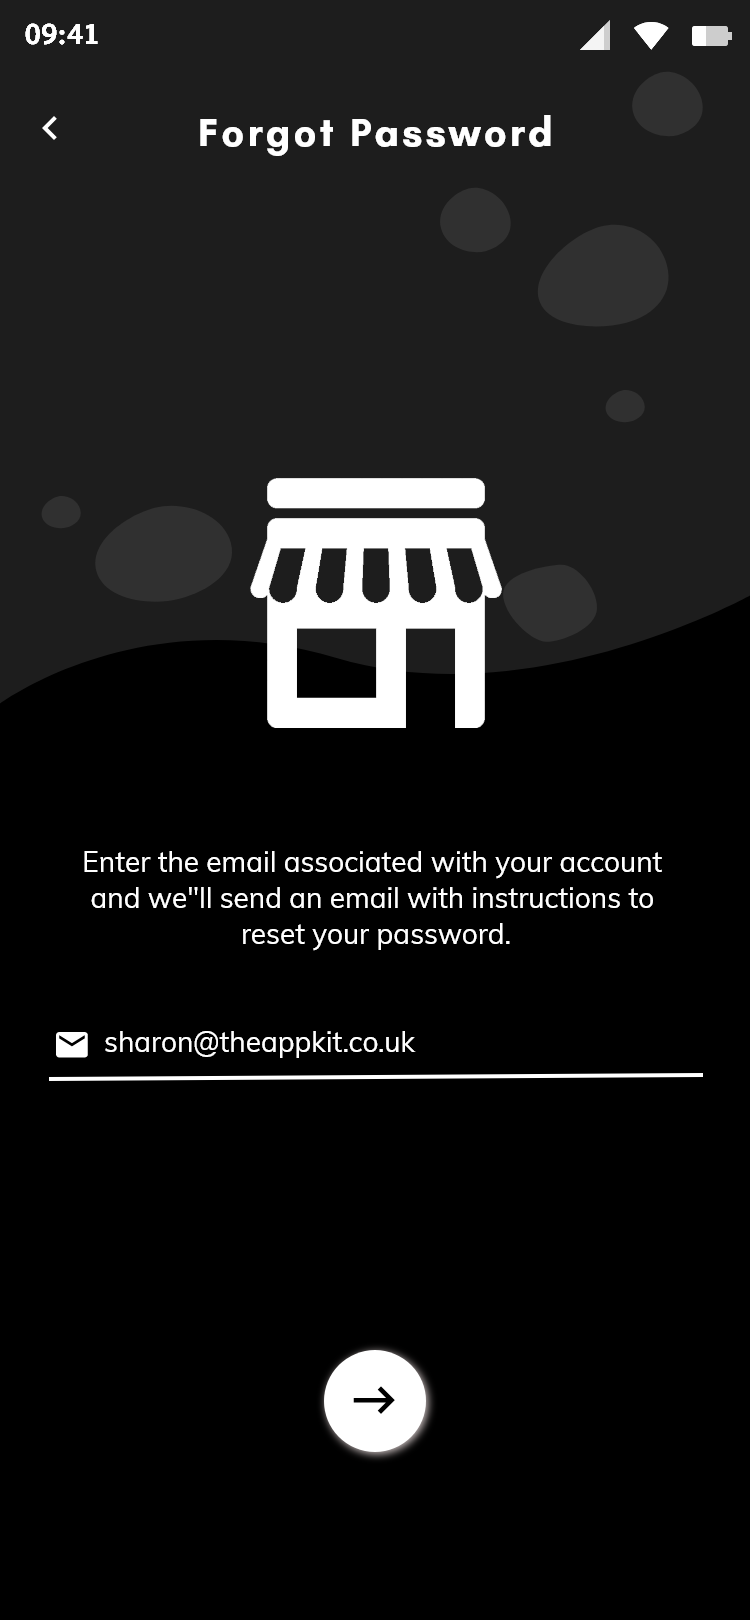 09:41
Forgot Password
Enter the email associated with your account
and we"ll send an email with instructions to
reset your password.
sharon@theappkit.co.uk